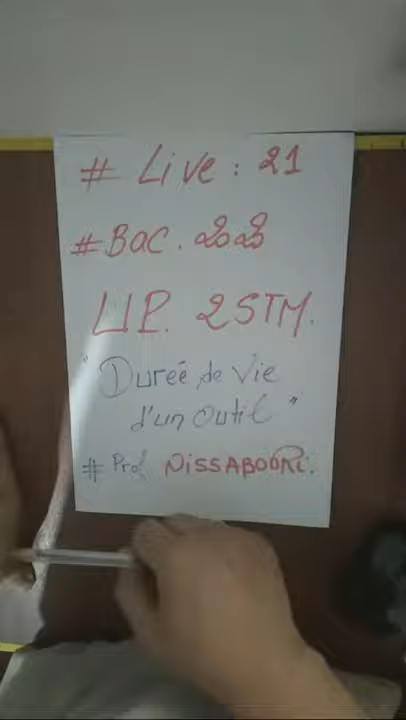 # Live : 21
#Bac. 2023
UP. 2STM.
"Durée de Vie
d'un outil"
# Prof NISSABOURI.